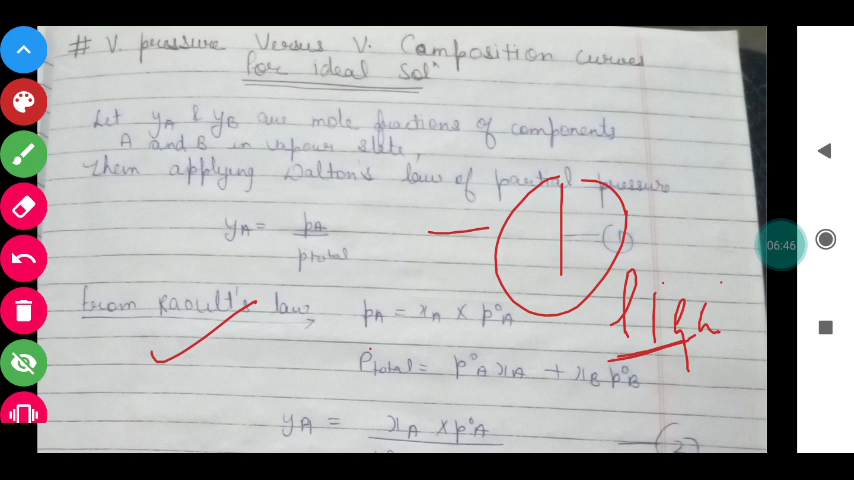 # V. pressure Versus V. Composition curves
for ideal Solⁿ
Let yA & yB are mole fractions of components
A and B in vapour state,
Then applying Dalton's law of partial pressure
yA = pA / ptotal — (1)
From Raoult's law
pA = xA × p°A
Ptotal = p°A xA + xB p°B
yA = xA × p°A — (2)
06:46